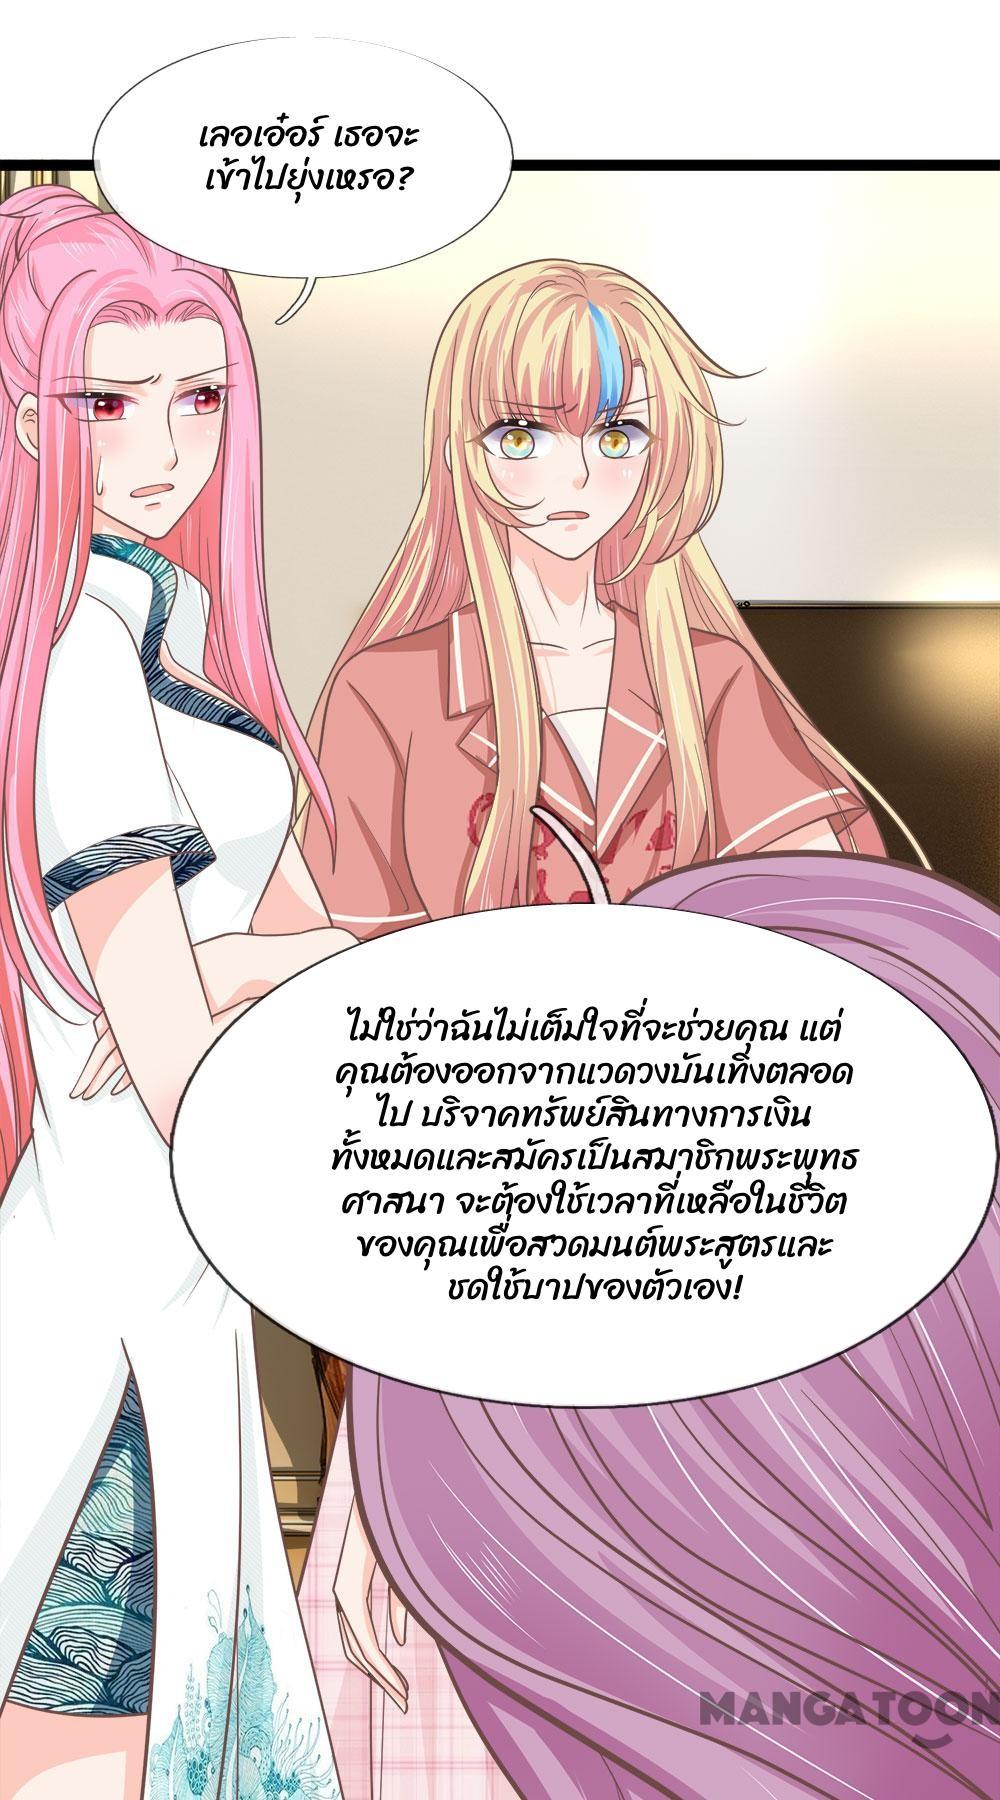 เลอเอ๋อร์ เธอจะ
เข้าไปยุ่งเหรอ?
ไม่ใช่ว่าฉันไม่เต็มใจที่จะช่วยคุณ แต่
คุณต้องออกจากแวดวงบันเทิงตลอด
ไป บริจาคทรัพย์สินทางการเงิน
ทั้งหมดและสมัครเป็นสมาชิกพระพุทธ
ศาสนา จะต้องใช้เวลาที่เหลือในชีวิต
ของคุณเพื่อสวดมนต์พระสูตรและ
ชดใช้บาปของตัวเอง!
MANGATOON